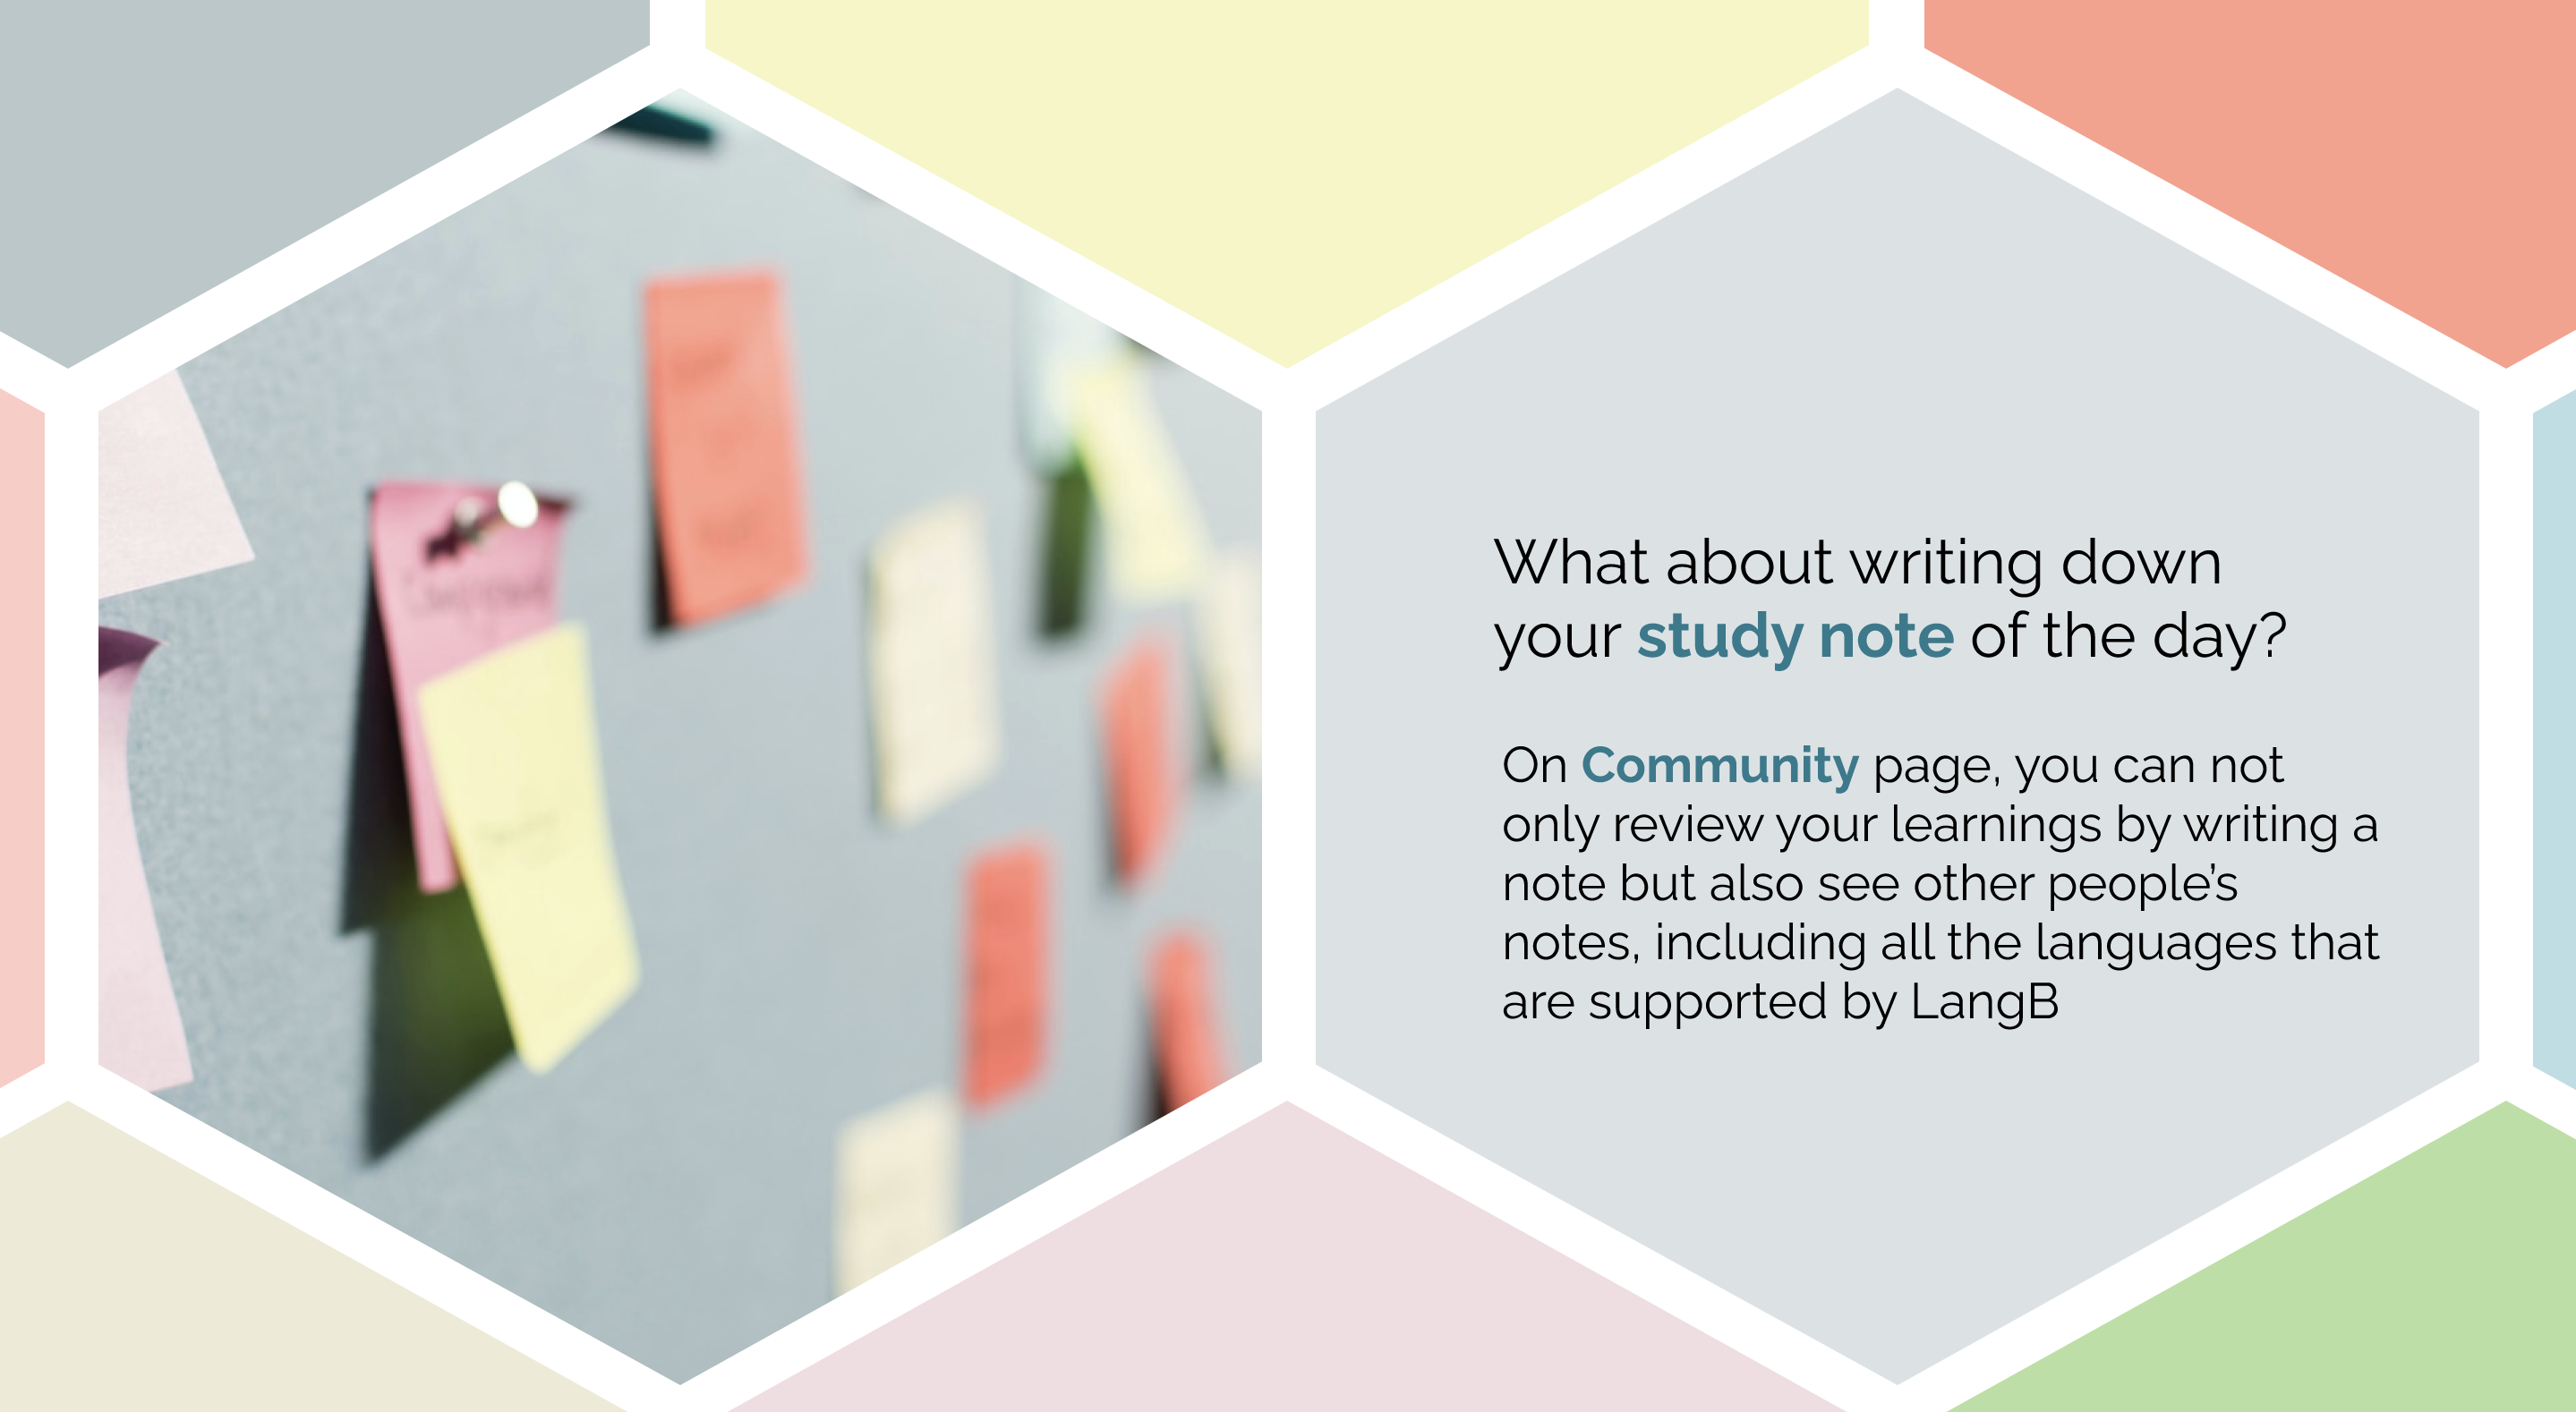 What about writing down
your study note of the day?
On Community page, you can not
only review your learnings by writing a
note but also see other people's
notes, including all the languages that
are supported by LangB